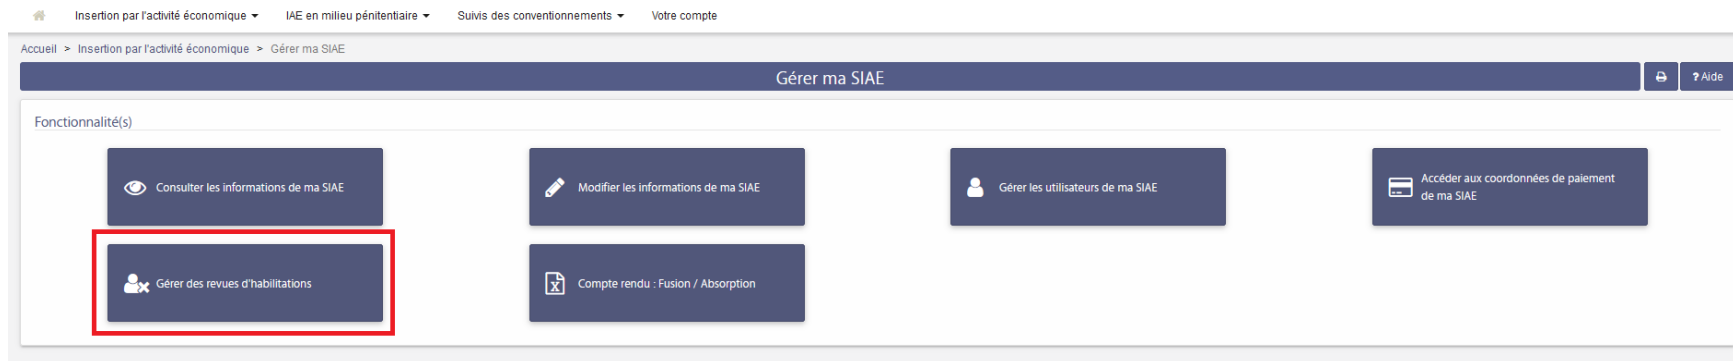 Insertion par l'activité économique IAE en milieu pénitentiaire Suivis des conventionnements Votre compte
Accueil > Insertion par l'activité économique > Gérer ma SIAE
Gérer ma SIAE
? Aide
Fonctionnalité(s)
Consulter les informations de ma SIAE
Modifier les informations de ma SIAE
Gérer les utilisateurs de ma SIAE
Accéder aux coordonnées de paiement
de ma SIAE
Gérer des revues d'habilitations
Compte rendu : Fusion / Absorption